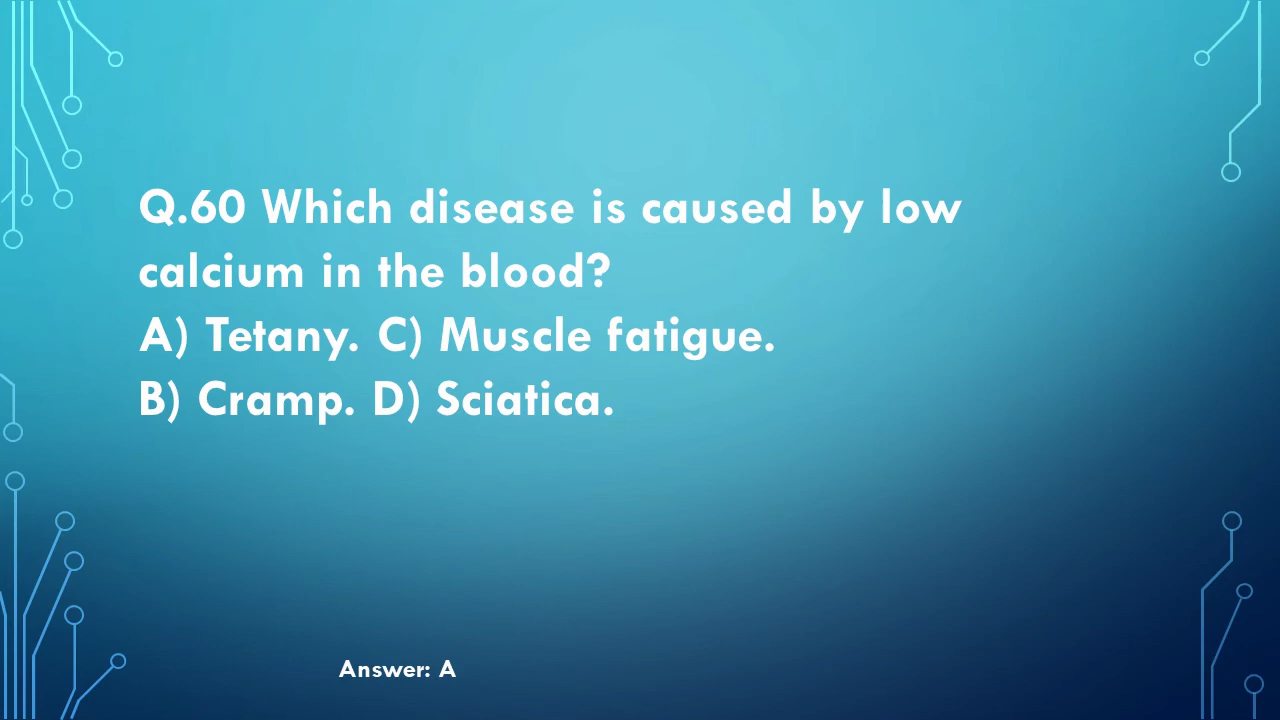 Q.60 Which disease is caused by low
calcium in the blood?
A) Tetany. C) Muscle fatigue.
B) Cramp. D) Sciatica.
Answer: A